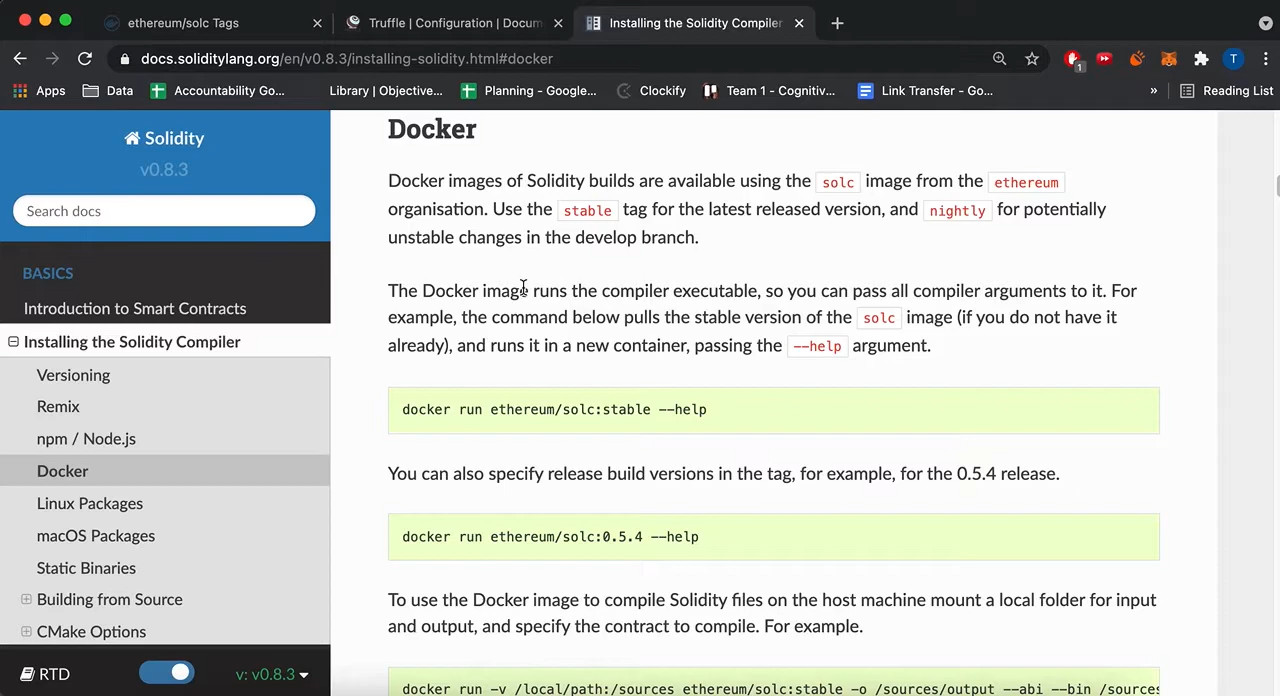 ethereum/solc Tags
Truffle | Configuration | Docum
Installing the Solidity Compiler
docs.soliditylang.org/en/v0.8.3/installing-solidity.html#docker
1
T
Apps
Data
Accountability Go...
Library | Objective...
Planning - Google...
Clockify
Team 1 - Cognitiv...
Link Transfer - Go...
»
Reading List
Solidity
v0.8.3
Search docs
BASICS
Introduction to Smart Contracts
Installing the Solidity Compiler
Versioning
Remix
npm / Node.js
Docker
Linux Packages
macOS Packages
Static Binaries
Building from Source
CMake Options
RTD
v: v0.8.3
Docker
Docker images of Solidity builds are available using the solc image from the ethereum
organisation. Use the stable tag for the latest released version, and nightly for potentially
unstable changes in the develop branch.
The Docker image runs the compiler executable, so you can pass all compiler arguments to it. For
example, the command below pulls the stable version of the solc image (if you do not have it
already), and runs it in a new container, passing the --help argument.
docker run ethereum/solc:stable --help
You can also specify release build versions in the tag, for example, for the 0.5.4 release.
docker run ethereum/solc:0.5.4 --help
To use the Docker image to compile Solidity files on the host machine mount a local folder for input
and output, and specify the contract to compile. For example.
docker run -v /local/path:/sources ethereum/solc:stable -o /sources/output --abi --bin /sources